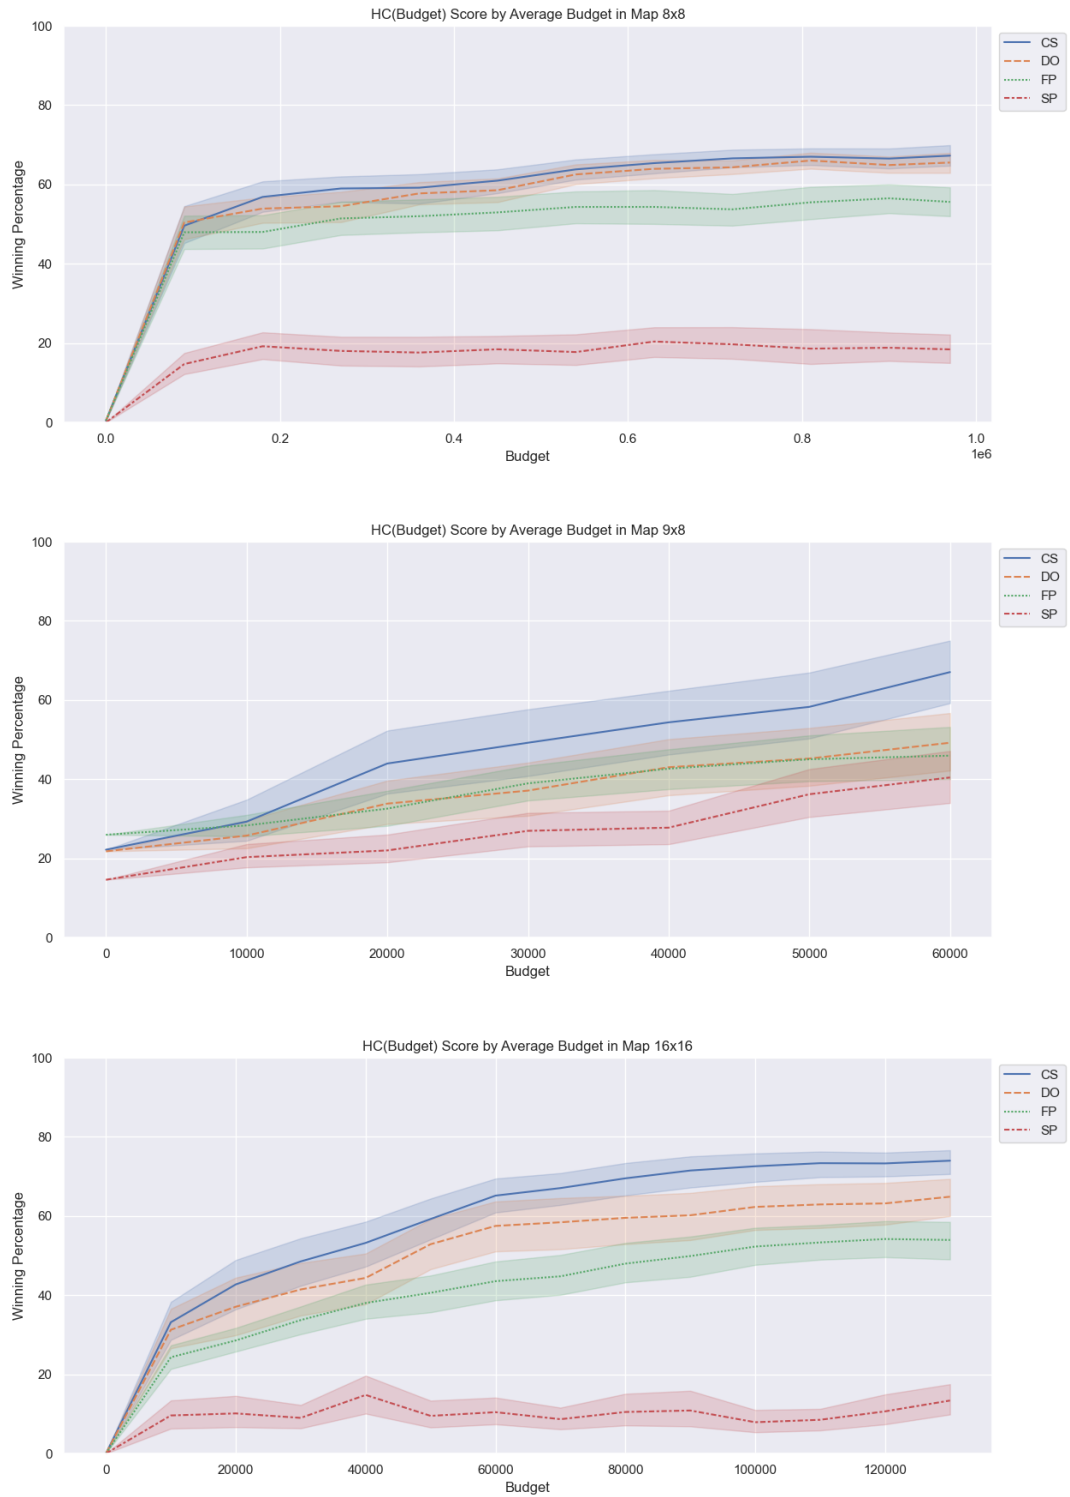 HC(Budget) Score by Average Budget in Map 8x8
100
80
60
40
20
0
Winning Percentage
0.0 0.2 0.4 0.6 0.8 1.0
1e6
Budget
CS
DO
FP
SP
HC(Budget) Score by Average Budget in Map 9x8
100
80
60
40
20
0
Winning Percentage
0 10000 20000 30000 40000 50000 60000
Budget
CS
DO
FP
SP
HC(Budget) Score by Average Budget in Map 16x16
100
80
60
40
20
0
Winning Percentage
0 20000 40000 60000 80000 100000 120000
Budget
CS
DO
FP
SP